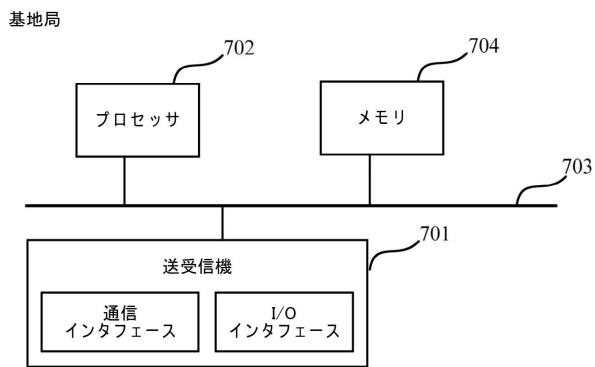 基地局
702
704
プロセッサ
メモリ
703
701
送受信機
通信
インタフェース
I/O
インタフェース